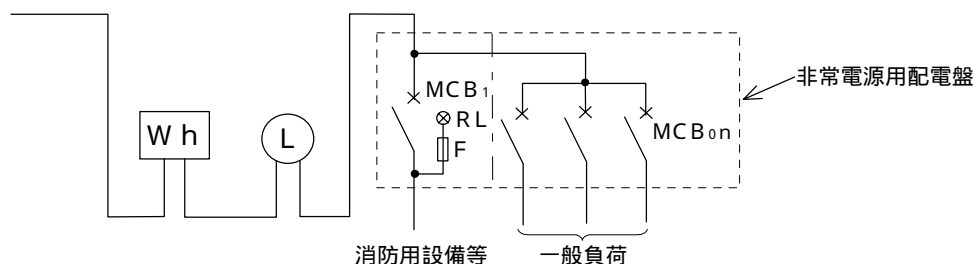 非常電源用配電盤
MCB₁
RL
Wh
L
F
MCB₀n
消防用設備等
一般負荷